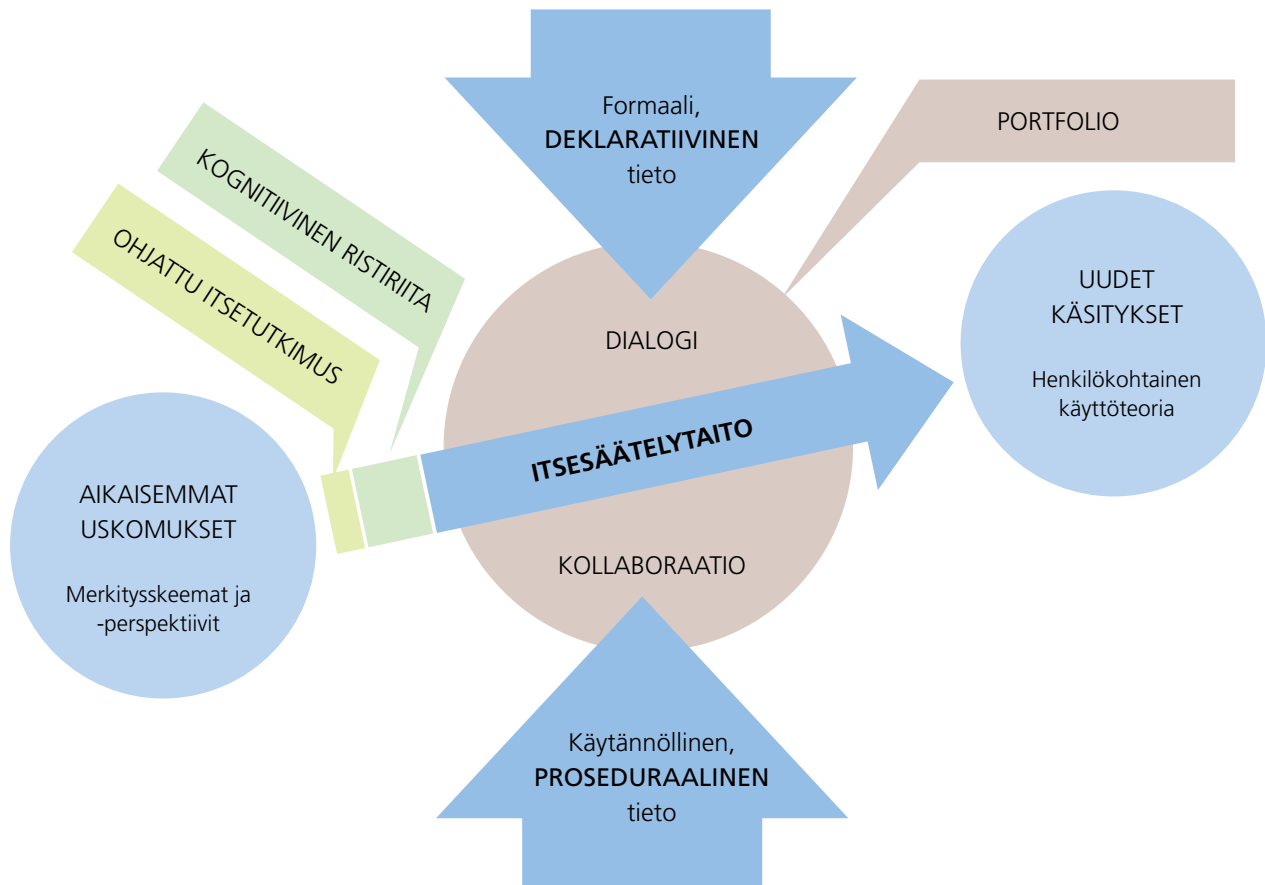 Formaali,
DEKLARATIIVINEN
tieto
PORTFOLIO
KOGNITIIVINEN RISTIRIITA
OHJATTU ITSETUTKIMUS
UUDET
KÄSITYKSET
Henkilökohtainen
käyttöteoria
DIALOGI
ITSESÄÄTELYTAITO
AIKAISEMMAT
USKOMUKSET
Merkitysskeemat ja
-perspektiivit
KOLLABORAATIO
Käytännöllinen,
PROSEDURAALINEN
tieto